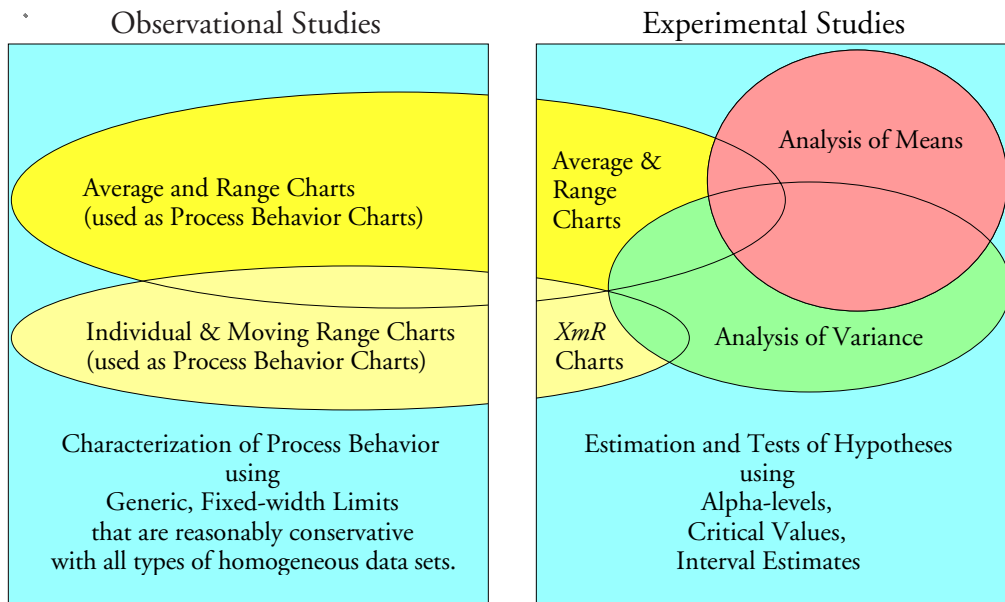 Observational Studies
Average and Range Charts
(used as Process Behavior Charts)
Individual & Moving Range Charts
(used as Process Behavior Charts)
Characterization of Process Behavior
using
Generic, Fixed-width Limits
that are reasonably conservative
with all types of homogeneous data sets.
Experimental Studies
Average &
Range
Charts
Analysis of Means
XmR
Charts
Analysis of Variance
Estimation and Tests of Hypotheses
using
Alpha-levels,
Critical Values,
Interval Estimates